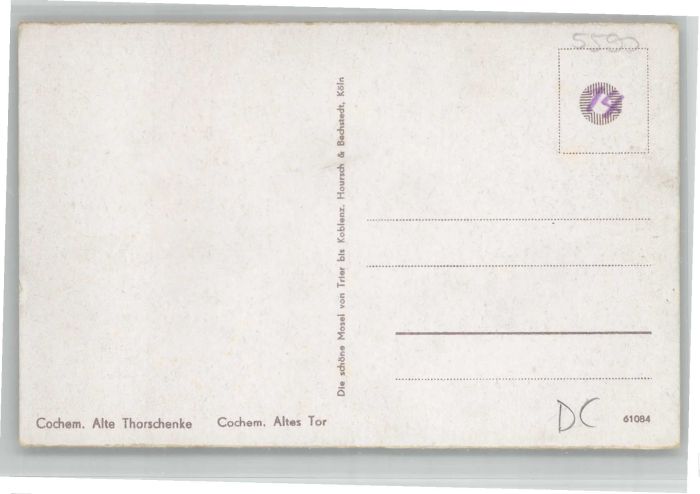 5590
Die schöne Mosel von Trier bis Koblenz. Hoursch & Bechstedt, Köln
Cochem. Alte Thorschenke Cochem. Altes Tor
DC
61084